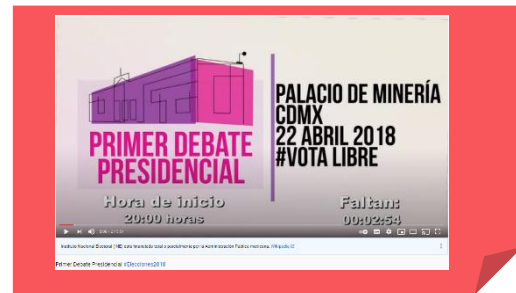 PRIMER DEBATE
PRESIDENCIAL
PALACIO DE MINERÍA
CDMX
22 ABRIL 2018
#VOTA LIBRE
Hora de inicio
20:00 horas
Faltan:
00:02:54
Instituto Nacional Electoral (INE) está financiada total o parcialmente por la Administración Pública mexicana. Wikipedia
Primer Debate Presidencial #Elecciones2018